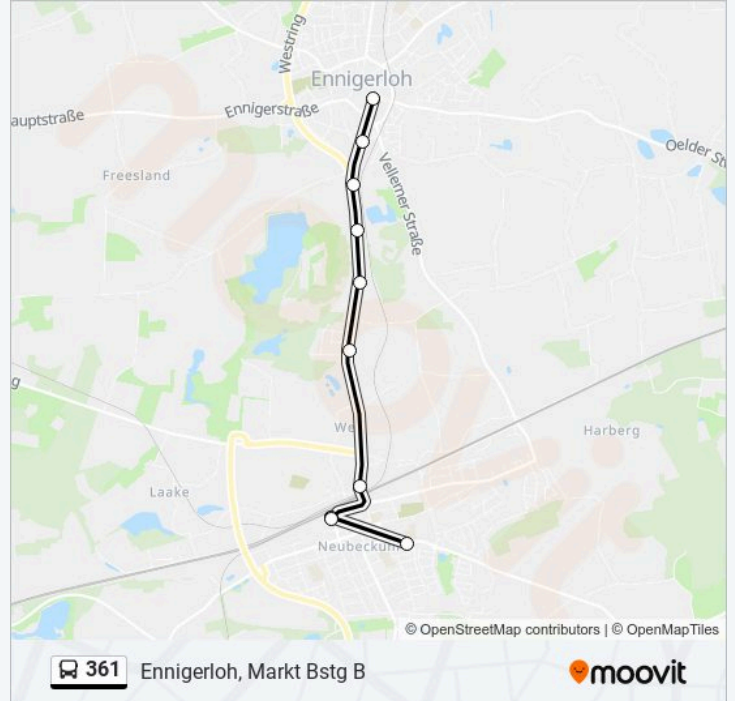 Westring
Ennigerloh
Ennigerstraße
auptstraße
Oelder St
Freesland
Vellerner Straße
g
We
Harberg
Laake
Neubeckum
© OpenStreetMap contributors | © OpenMapTiles
361 Ennigerloh, Markt Bstg B
moovit